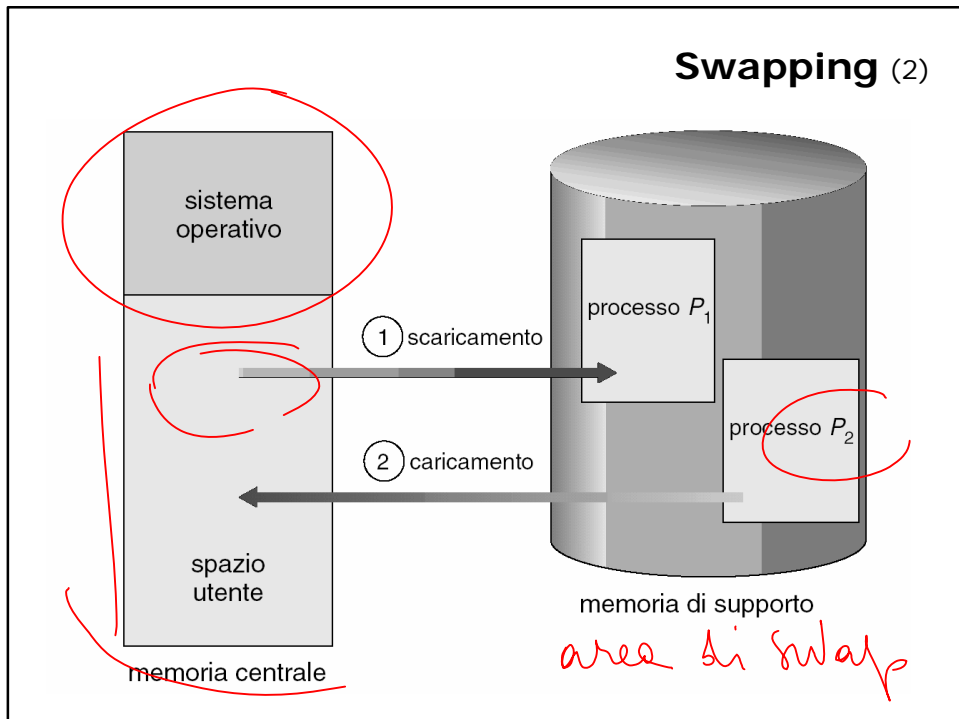 Swapping (2)
sistema
operativo
processo P1
1 scaricamento
processo P2
2 caricamento
spazio
utente
memoria di supporto
area di swap
memoria centrale